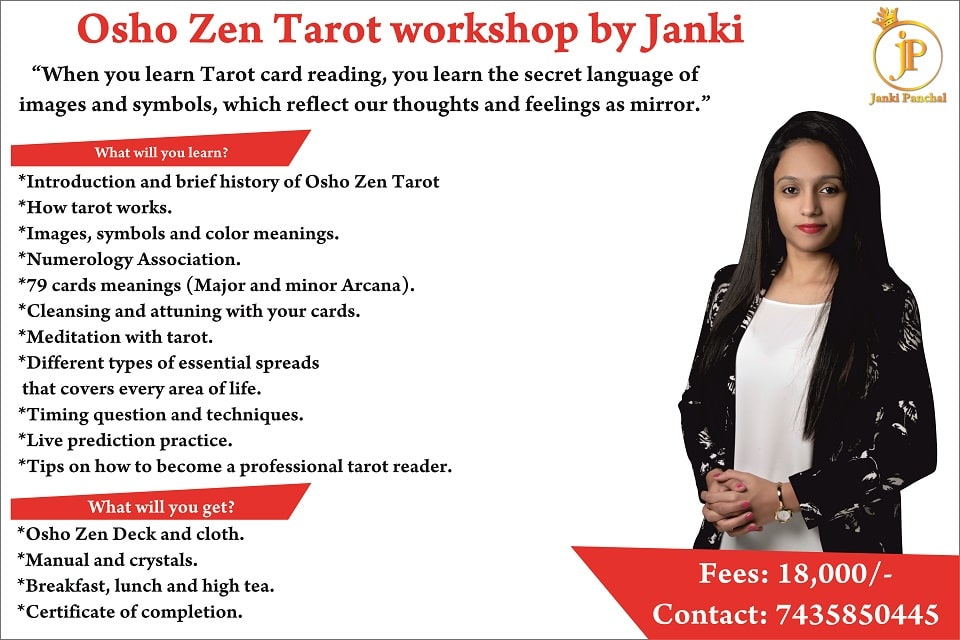 Osho Zen Tarot workshop by Janki
JP
Janki Panchal
“When you learn Tarot card reading, you learn the secret language of
images and symbols, which reflect our thoughts and feelings as mirror.”
What will you learn?
*Introduction and brief history of Osho Zen Tarot
*How tarot works.
*Images, symbols and color meanings.
*Numerology Association.
*79 cards meanings (Major and minor Arcana).
*Cleansing and attuning with your cards.
*Meditation with tarot.
*Different types of essential spreads
that covers every area of life.
*Timing question and techniques.
*Live prediction practice.
*Tips on how to become a professional tarot reader.
What will you get?
*Osho Zen Deck and cloth.
*Manual and crystals.
*Breakfast, lunch and high tea.
*Certificate of completion.
Fees: 18,000/-
Contact: 7435850445